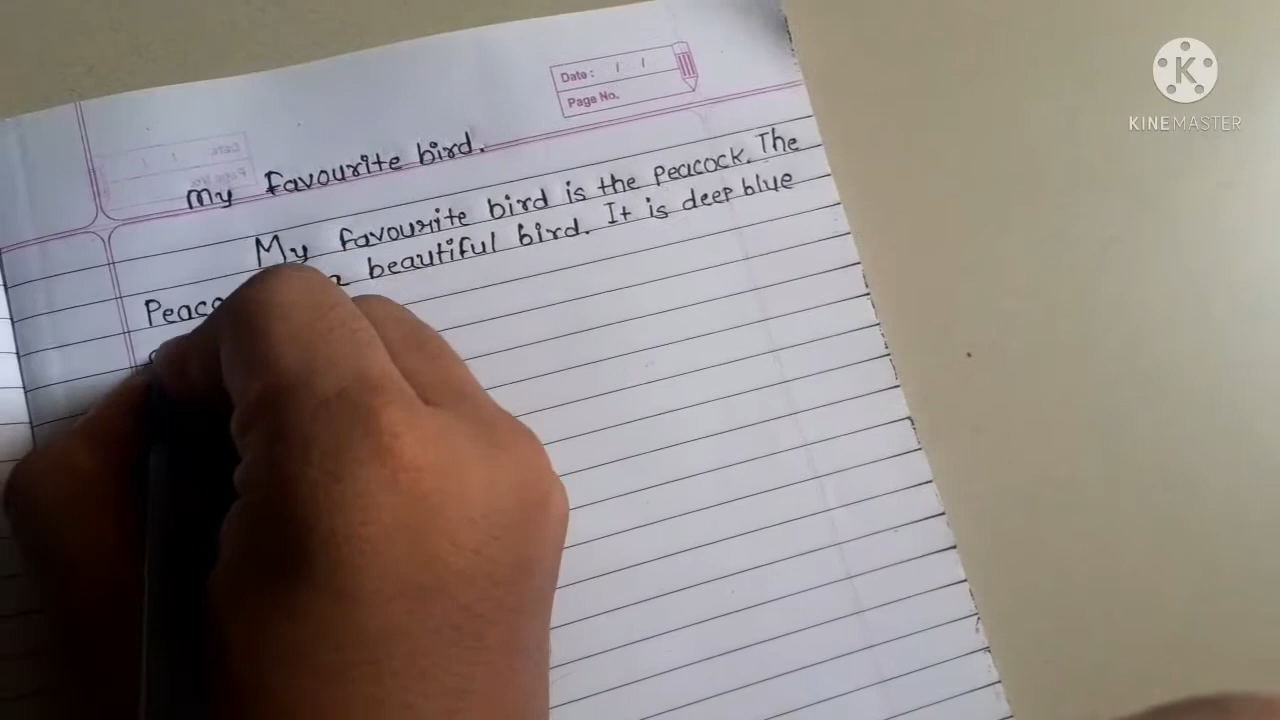 Date: / /
Page No.
My favourite bird.
My favourite bird is the peacock. The
beautiful bird. It is deep blue
K
KINEMASTER